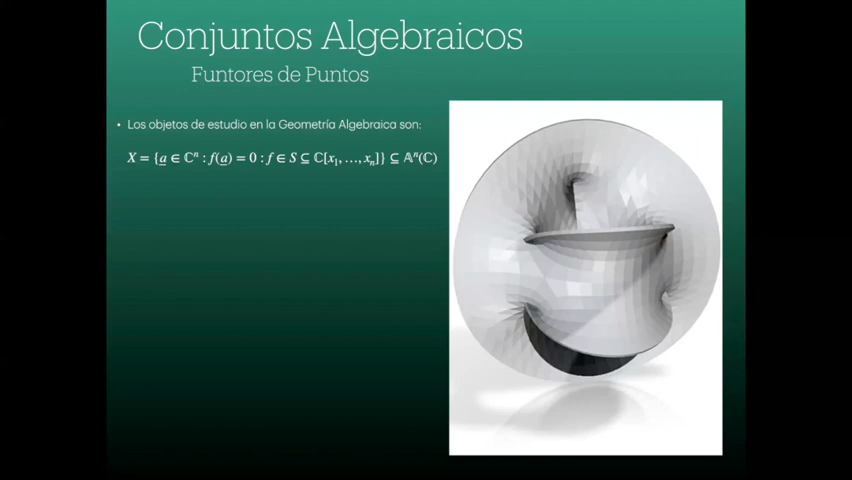 Conjuntos Algebraicos
Funtores de Puntos
• Los objetos de estudio en la Geometría Algebraica son:
X = {a̲ ∈ ℂⁿ : f(a̲) = 0 : f ∈ S ⊆ ℂ[x₁, …, xₙ]} ⊆ 𝔸ⁿ(ℂ)